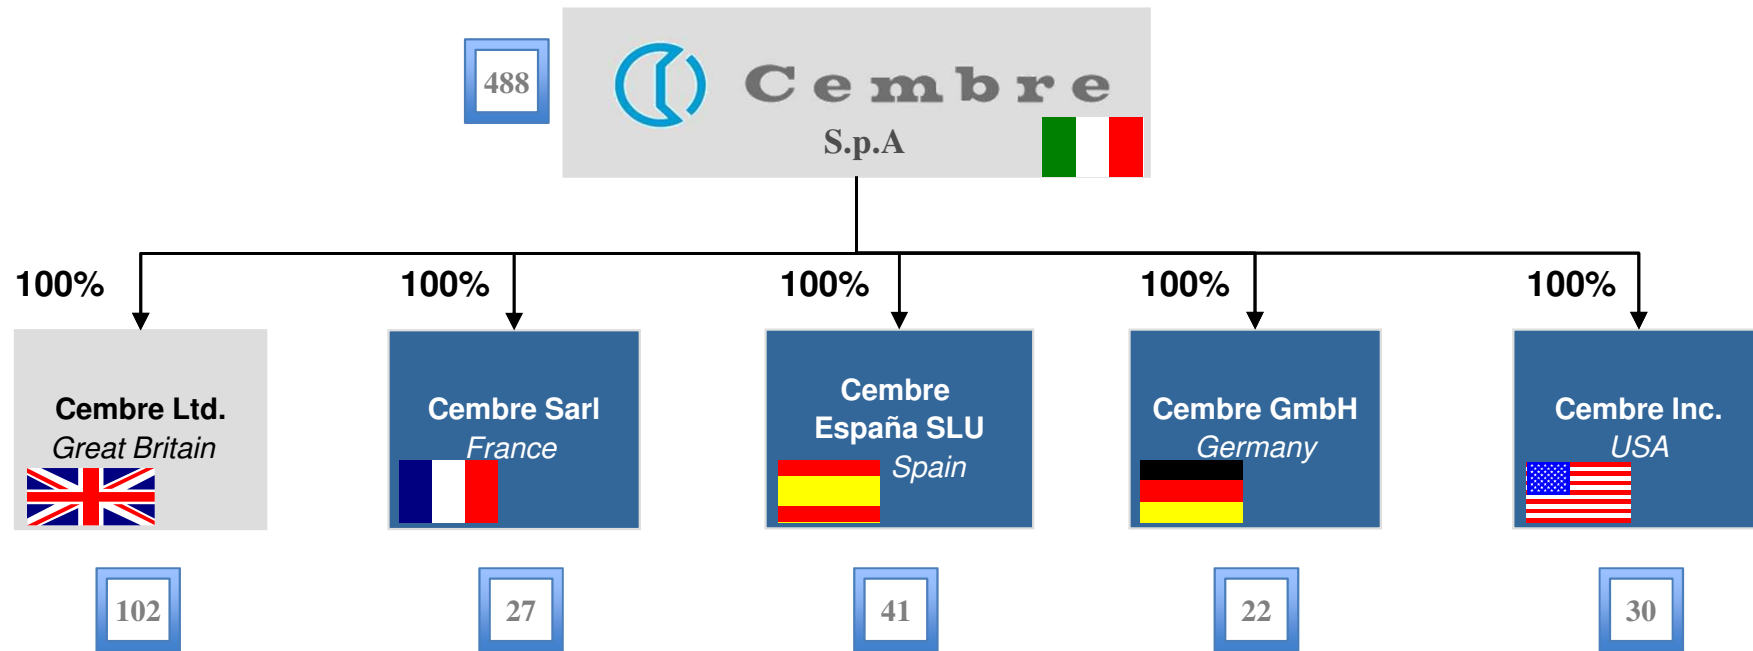 488
Cembre
S.p.A
100%
100%
100%
100%
100%
Cembre Ltd.
Great Britain
Cembre Sarl
France
Cembre
España SLU
Spain
Cembre GmbH
Germany
Cembre Inc.
USA
102
27
41
22
30